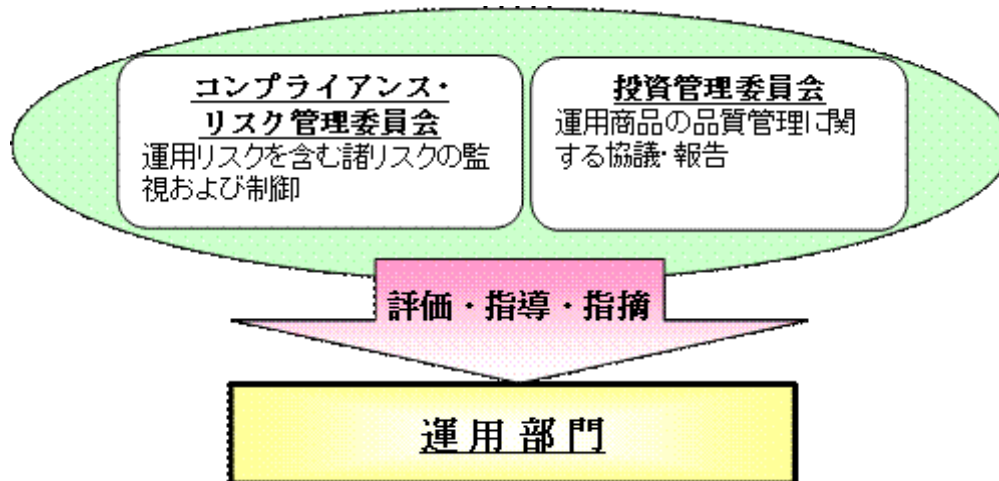 コンプライアンス・
リスク管理委員会
運用リスクを含む諸リスクの監
視および制御
投資管理委員会
運用商品の品質管理に関
する協議・報告
評価・指導・指摘
運用部門